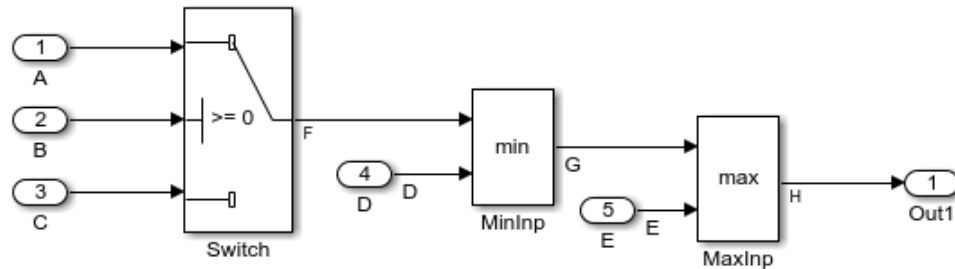 1
A
2
B
3
C
>= 0
Switch
F
4
D
D
min
MinInp
G
5
E
E
max
MaxInp
H
1
Out1